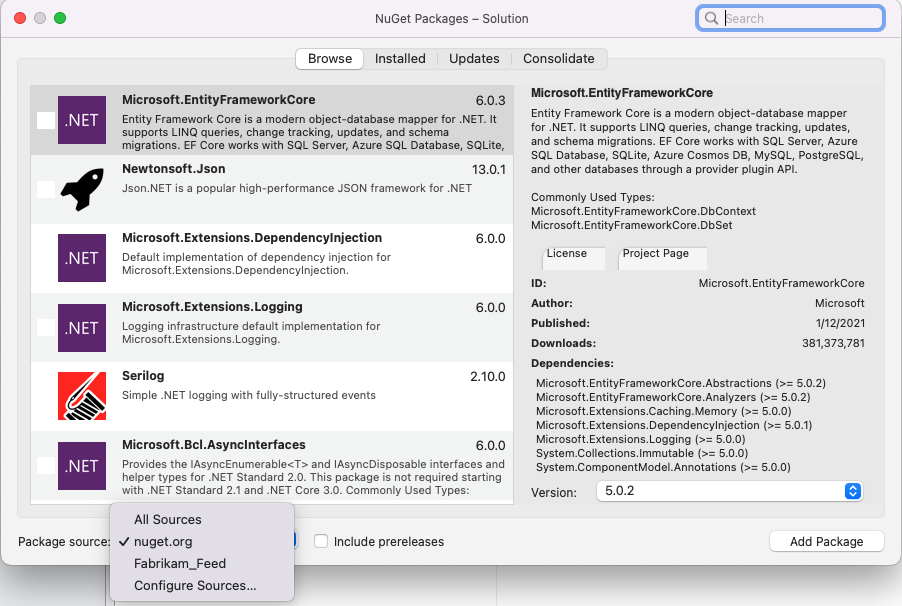 NuGet Packages – Solution
Search
Browse
Installed
Updates
Consolidate
.NET
Microsoft.EntityFrameworkCore
6.0.3
Entity Framework Core is a modern object-database mapper for .NET. It
supports LINQ queries, change tracking, updates, and schema
migrations. EF Core works with SQL Server, Azure SQL Database, SQLite,
Newtonsoft.Json
13.0.1
Json.NET is a popular high-performance JSON framework for .NET
.NET
Microsoft.Extensions.DependencyInjection
6.0.0
Default implementation of dependency injection for
Microsoft.Extensions.DependencyInjection.
.NET
Microsoft.Extensions.Logging
6.0.0
Logging infrastructure default implementation for
Microsoft.Extensions.Logging.
Serilog
2.10.0
Simple .NET logging with fully-structured events
.NET
Microsoft.Bcl.AsyncInterfaces
6.0.0
Provides the IAsyncEnumerable<T> and IAsyncDisposable interfaces and
helper types for .NET Standard 2.0. This package is not required starting
with .NET Standard 2.1 and .NET Core 3.0. Commonly Used Types:
Microsoft.EntityFrameworkCore
Entity Framework Core is a modern object-database mapper
for .NET. It supports LINQ queries, change tracking, updates,
and schema migrations. EF Core works with SQL Server, Azure
SQL Database, SQLite, Azure Cosmos DB, MySQL, PostgreSQL,
and other databases through a provider plugin API.
Commonly Used Types:
Microsoft.EntityFrameworkCore.DbContext
Microsoft.EntityFrameworkCore.DbSet
License
Project Page
ID:
Microsoft.EntityFrameworkCore
Author:
Microsoft
Published:
1/12/2021
Downloads:
381,373,781
Dependencies:
Microsoft.EntityFrameworkCore.Abstractions (>= 5.0.2)
Microsoft.EntityFrameworkCore.Analyzers (>= 5.0.2)
Microsoft.Extensions.Caching.Memory (>= 5.0.0)
Microsoft.Extensions.DependencyInjection (>= 5.0.1)
Microsoft.Extensions.Logging (>= 5.0.0)
System.Collections.Immutable (>= 5.0.0)
System.ComponentModel.Annotations (>= 5.0.0)
Version:
5.0.2
Package source:
All Sources
✓ nuget.org
Fabrikam_Feed
Configure Sources...
Include prereleases
Add Package